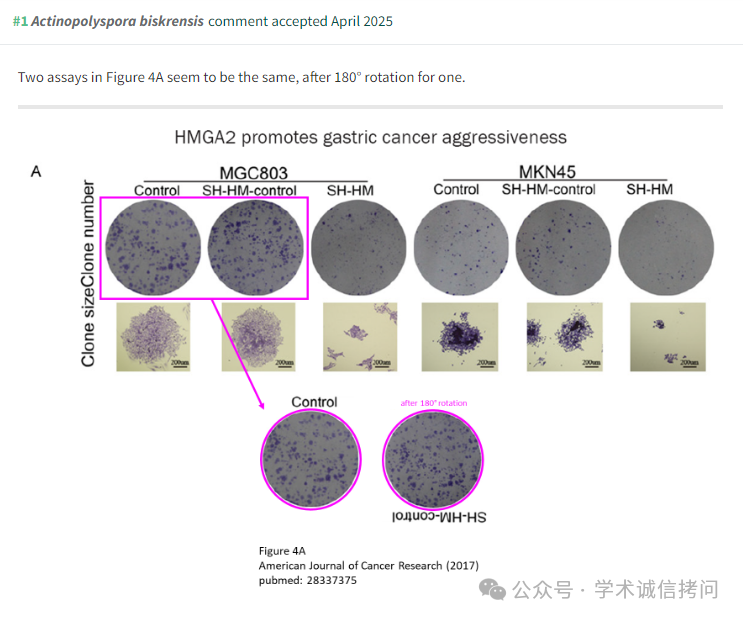 #1 Actinopolyspora biskrensis comment accepted April 2025
Two assays in Figure 4A seem to be the same, after 180° rotation for one.
HMGA2 promotes gastric cancer aggressiveness
A
MGC803
MKN45
Control
SH-HM-control
SH-HM
Control
SH-HM-control
SH-HM
Clone number
Clone size
200um
200um
200um
200um
200um
200um
Control
after 180° rotation
SH-HM-control
Figure 4A
American Journal of Cancer Research (2017)
pubmed: 28337375
公众号 · 学术诚信拷问